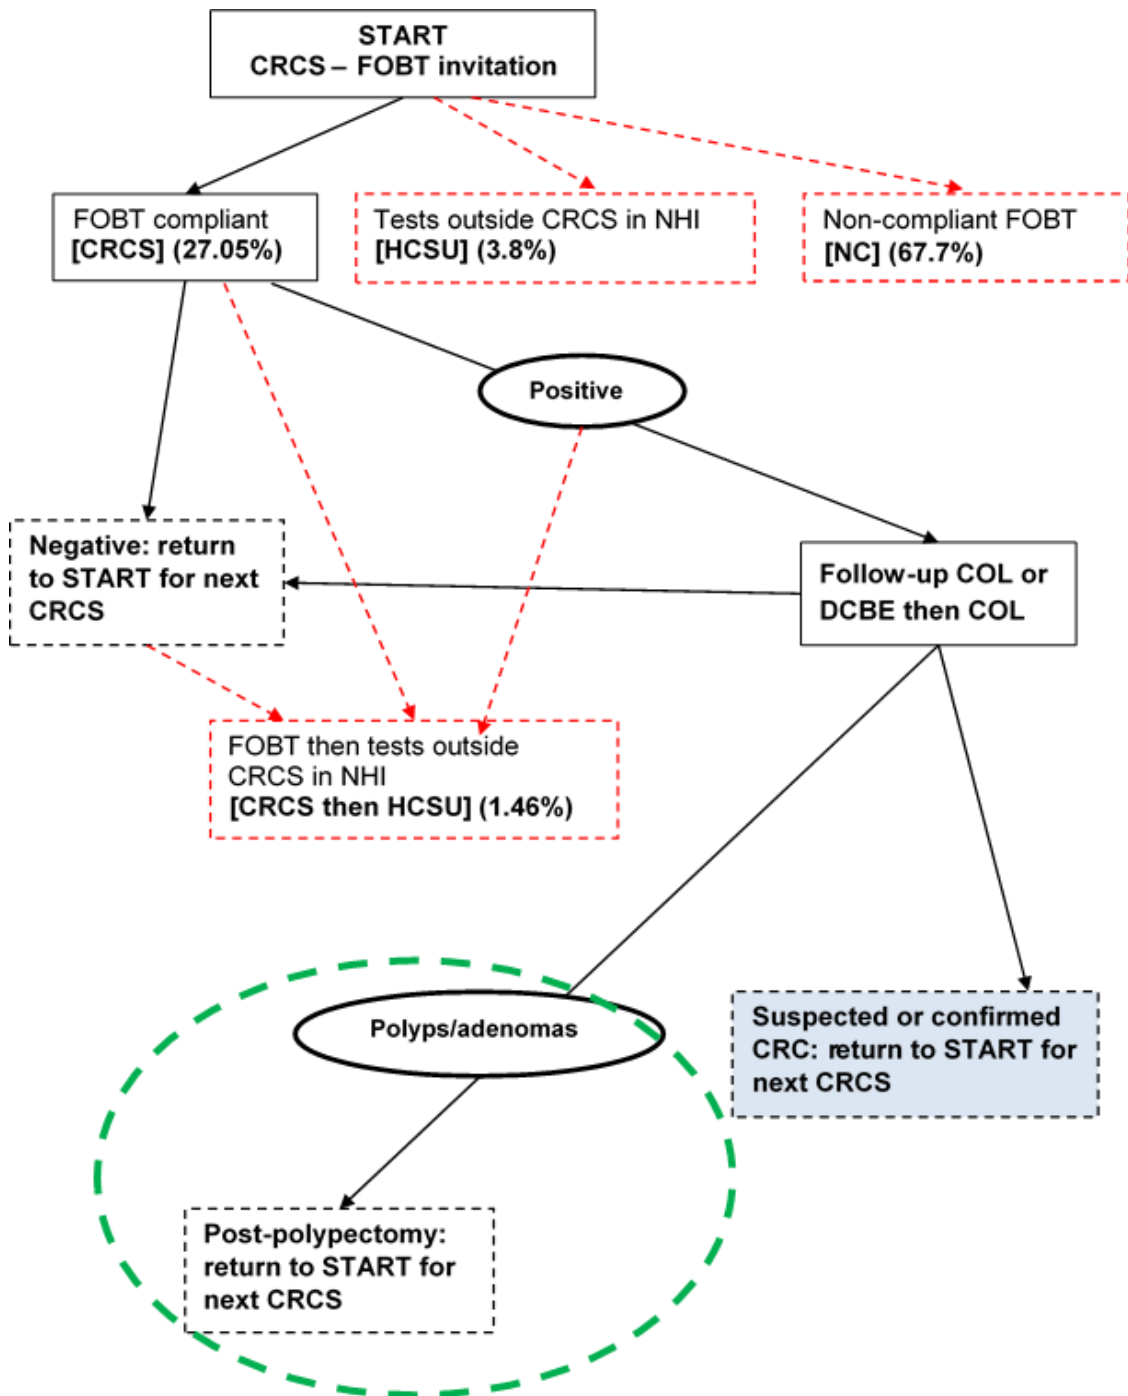 START
CRCS – FOBT invitation
FOBT compliant
[CRCS] (27.05%)
Tests outside CRCS in NHI
[HCSU] (3.8%)
Non-compliant FOBT
[NC] (67.7%)
Positive
Negative: return
to START for next
CRCS
Follow-up COL or
DCBE then COL
FOBT then tests outside
CRCS in NHI
[CRCS then HCSU] (1.46%)
Polyps/adenomas
Suspected or confirmed
CRC: return to START for
next CRCS
Post-polypectomy:
return to START for
next CRCS